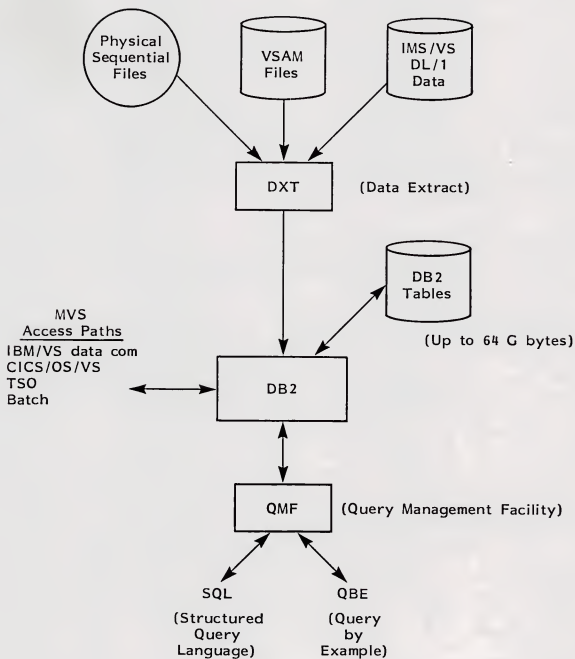 Physical
Sequential
Files
VSAM
Files
IMS/VS
DL/1
Data
DXT
(Data Extract)
DB2
Tables
(Up to 64 G bytes)
MVS
Access Paths
IBM/VS data com
CICS/OS/VS
TSO
Batch
DB2
QMF
(Query Management Facility)
SQL
(Structured
Query
Language)
QBE
(Query
by
Example)